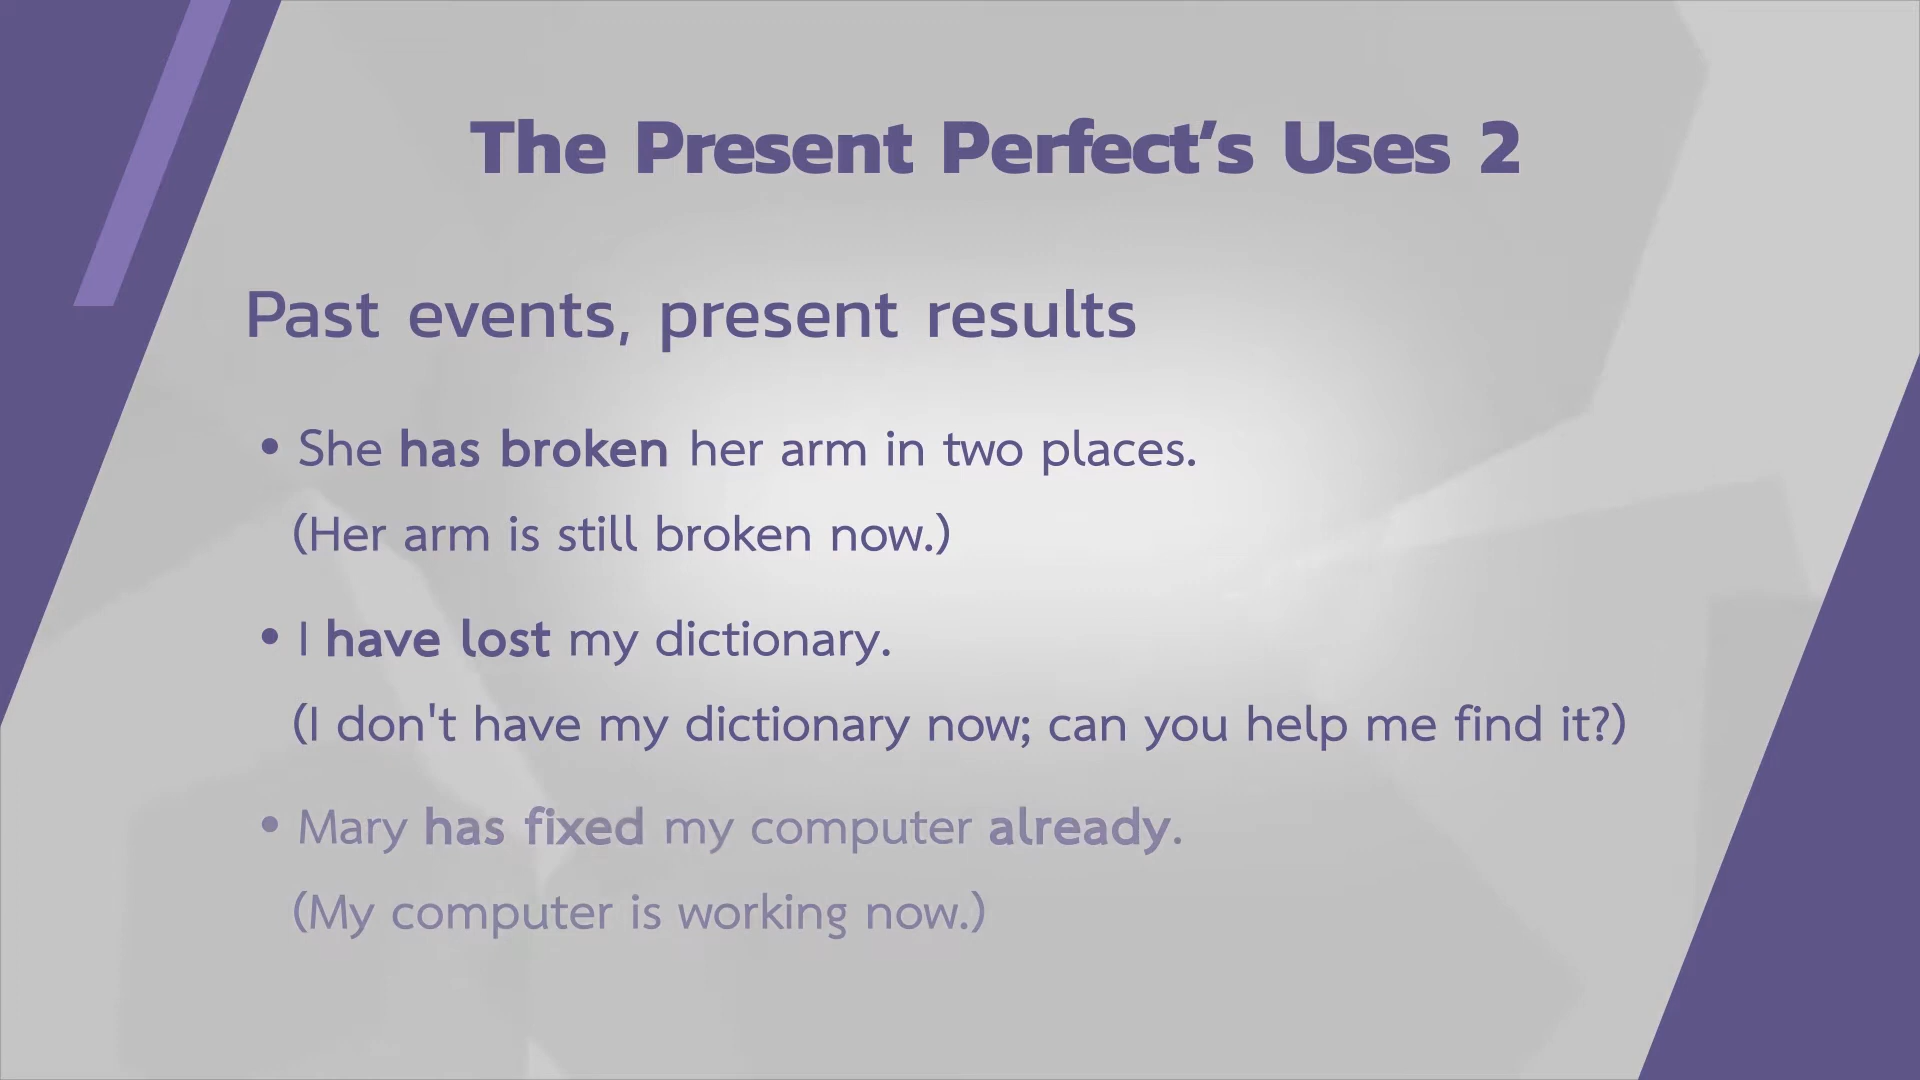 The Present Perfect’s Uses 2
Past events, present results
• She has broken her arm in two places.
(Her arm is still broken now.)
• I have lost my dictionary.
(I don't have my dictionary now; can you help me find it?)
• Mary has fixed my computer already.
(My computer is working now.)